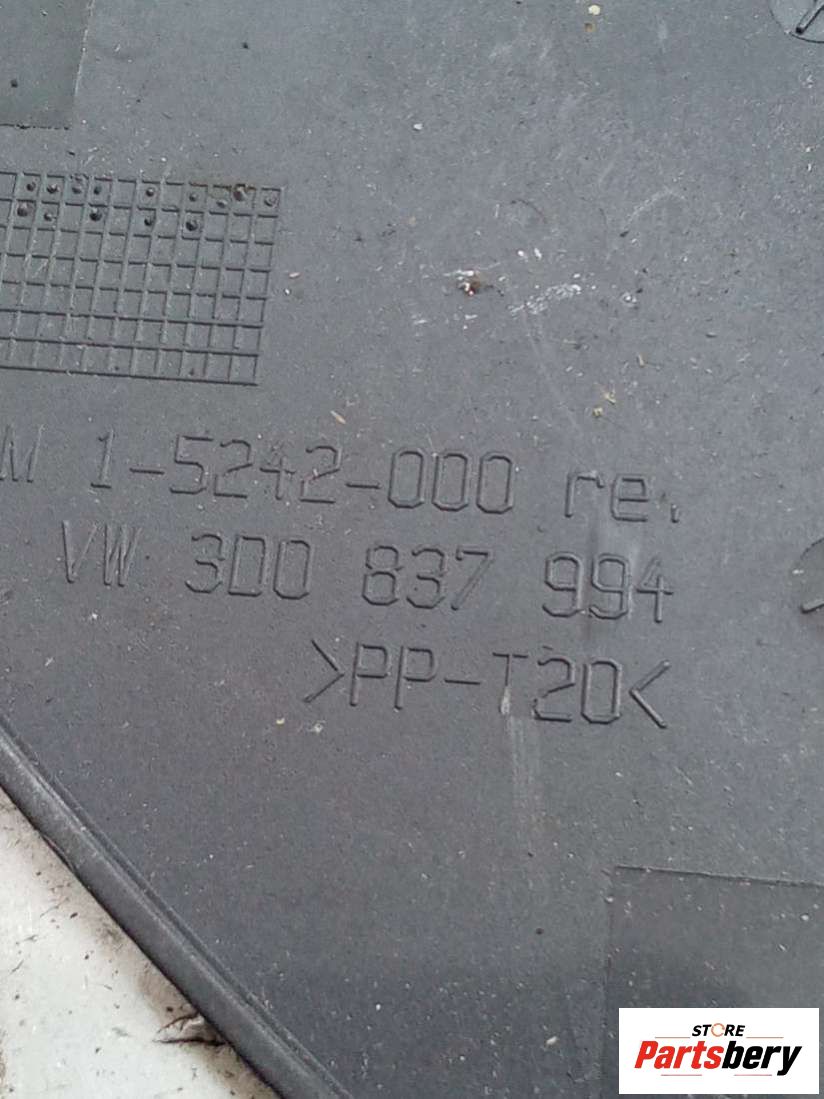 M 1-5242-000 re.
VW 3D0 837 994
>PP-T20<
STORE
Partsbery